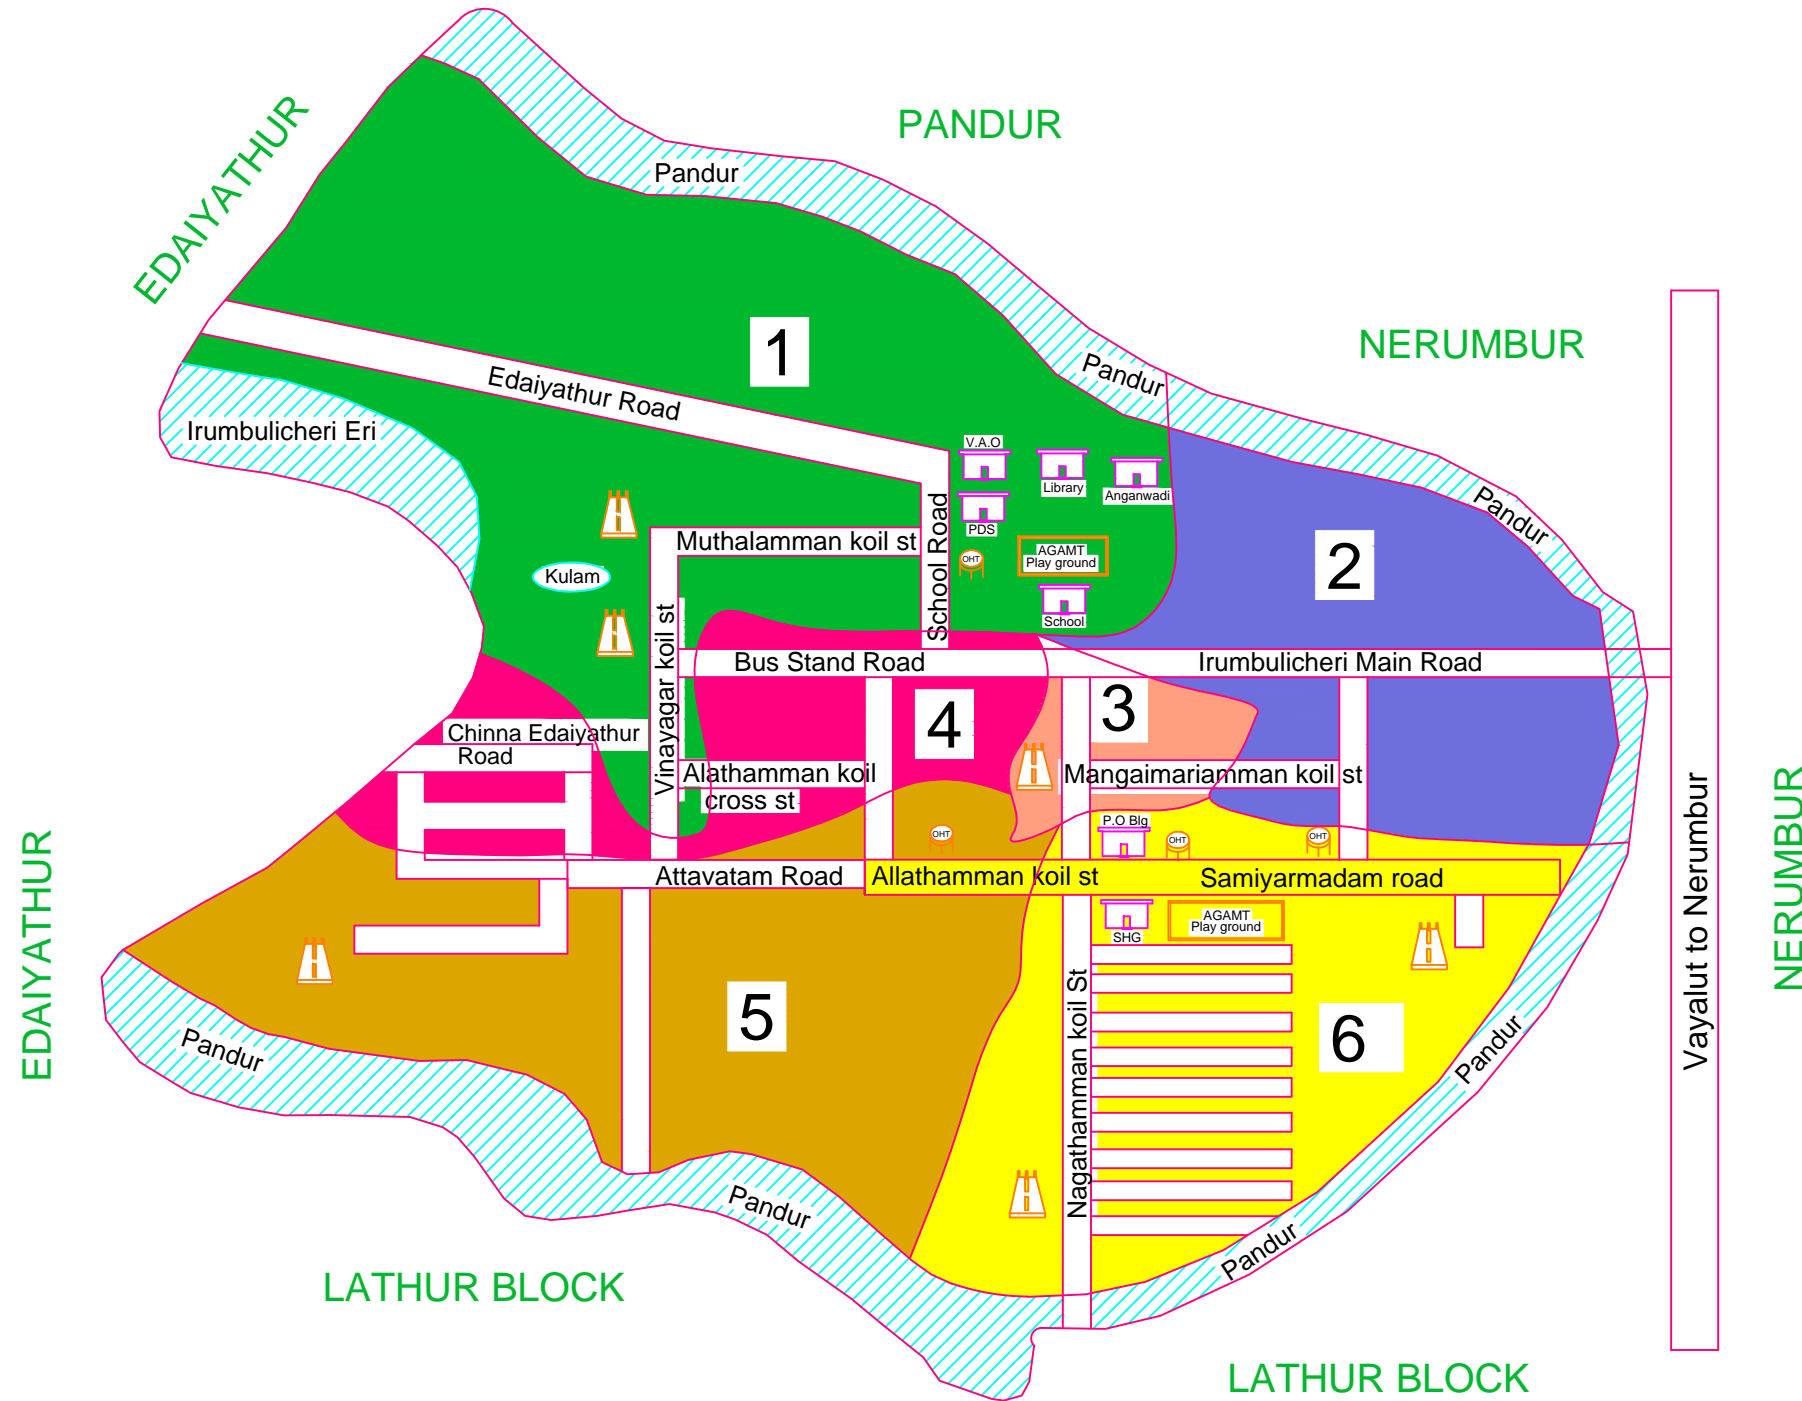 PANDUR
EDAIYATHUR
Pandur
NERUMBUR
1
Pandur
Edaiyathur Road
Irumbulicheri Eri
V.A.O
Library
Anganwadi
PDS
Pandur
School Road
Muthalamman koil st
OHT
AGAMT
Play ground
2
Kulam
School
Vinayagar koil st
Bus Stand Road
Irumbulicheri Main Road
4
3
Chinna Edaiyathur
Road
Alathamman koil
cross st
Mangaimariamman koil st
Vayalut to Nerumbur
NERUMBUR
P.O Blg
OHT
OHT
OHT
EDAIYATHUR
Attavatam Road
Allathamman koil st
Samiyarmadam road
SHG
AGAMT
Play ground
Nagathamman koil St
5
6
Pandur
Pandur
Pandur
Pandur
LATHUR BLOCK
LATHUR BLOCK